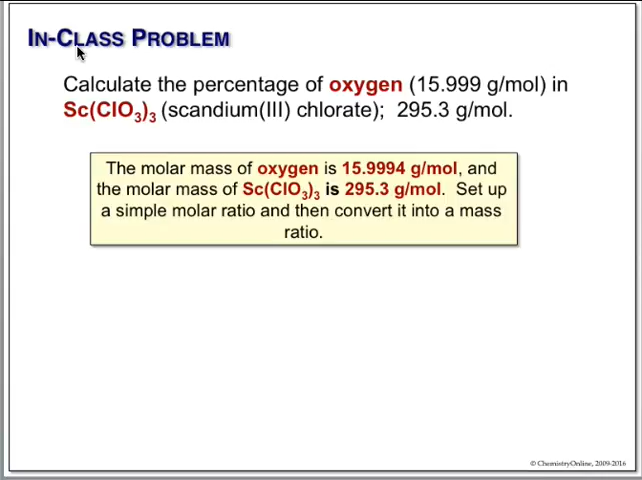 IN-CLASS PROBLEM
Calculate the percentage of oxygen (15.999 g/mol) in
Sc(ClO₃)₃ (scandium(III) chlorate);  295.3 g/mol.
The molar mass of oxygen is 15.9994 g/mol, and
the molar mass of Sc(ClO₃)₃ is 295.3 g/mol.  Set up
a simple molar ratio and then convert it into a mass
ratio.
© ChemistryOnline, 2009-2016